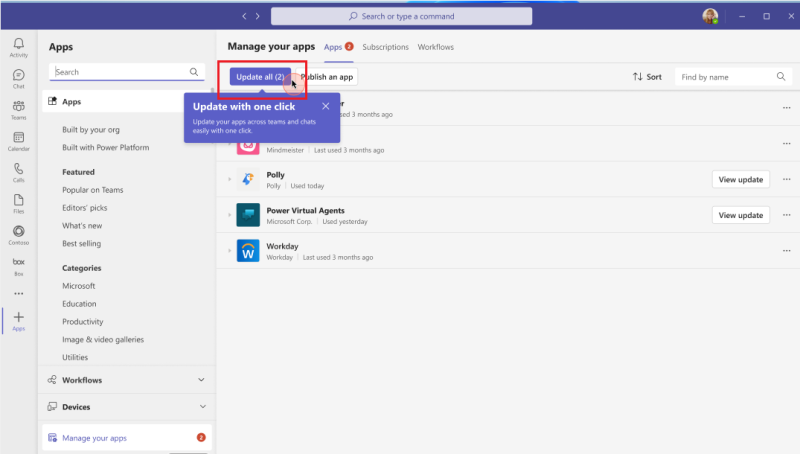 Search or type a command
Activity
Chat
Teams
Calendar
Calls
Files
Contoso
box
Box
Apps
Apps
Search
Apps
Built by your org
Built with Power Platform
Featured
Popular on Teams
Editors' picks
What's new
Best selling
Categories
Microsoft
Education
Productivity
Image & video galleries
Utilities
Workflows
Devices
Manage your apps 2
Manage your apps Apps 2 Subscriptions Workflows
Update all (2) Publish an app Sort Find by name
Update with one click
Update your apps across teams and chats
easily with one click.
3 months ago
Mindmeister Last used 3 months ago
Polly
Polly Used today
View update
Power Virtual Agents
Microsoft Corp. Used yesterday
View update
W
Workday
Workday Last used 3 months ago